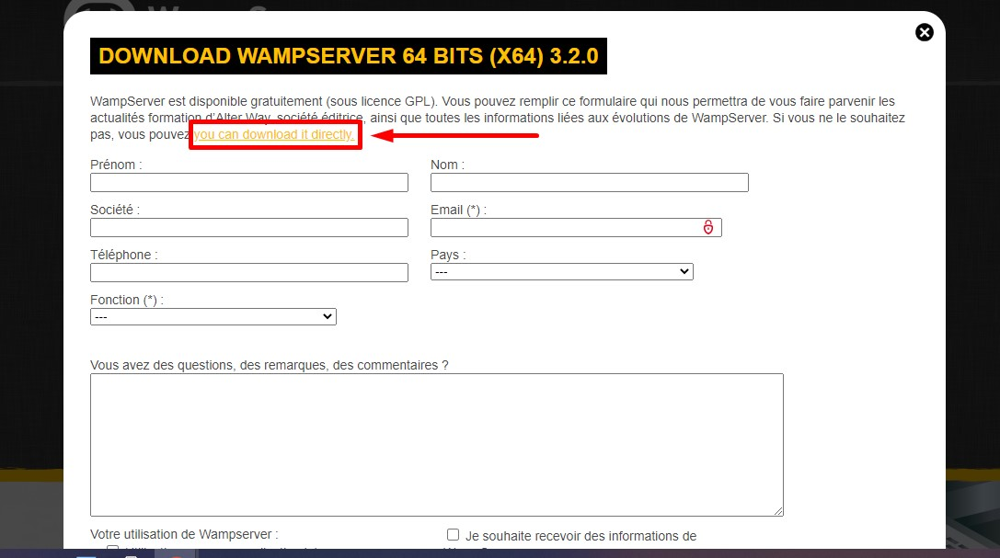 DOWNLOAD WAMPSERVER 64 BITS (X64) 3.2.0
WampServer est disponible gratuitement (sous licence GPL). Vous pouvez remplir ce formulaire qui nous permettra de vous faire parvenir les
actualités formation d'Alter Way, société éditrice, ainsi que toutes les informations liées aux évolutions de WampServer. Si vous ne le souhaitez
pas, vous pouvez you can download it directly.
Prénom :
Nom :
Société :
Email (*) :
Téléphone :
Pays :
---
Fonction (*) :
---
Vous avez des questions, des remarques, des commentaires ?
Votre utilisation de Wampserver :
Je souhaite recevoir des informations de